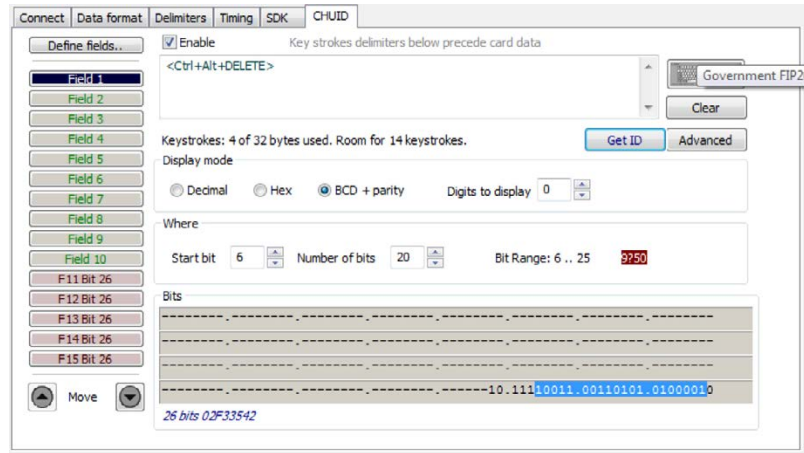 Connect Data format Delimiters Timing SDK CHUID
Define fields..
Enable Key strokes delimiters below precede card data
<Ctrl+Alt+DELETE>
Government FIP2
Clear
Field 1
Field 2
Field 3
Field 4
Field 5
Field 6
Field 7
Field 8
Field 9
Field 10
F11 Bit 26
F12 Bit 26
F13 Bit 26
F14 Bit 26
F15 Bit 26
Move
Keystrokes: 4 of 32 bytes used. Room for 14 keystrokes. Get ID Advanced
Display mode
Decimal Hex BCD + parity Digits to display 0
Where
Start bit 6 Number of bits 20 Bit Range: 6 .. 25 9?50
Bits
--------.--------.--------.--------.--------.--------.--------.--------
--------.--------.--------.--------.--------.--------.--------.--------
--------.--------.--------.--------.--------.--------.--------.--------
--------.--------.--------.--------.------10.11110011.00110101.01000010
26 bits 02F33542